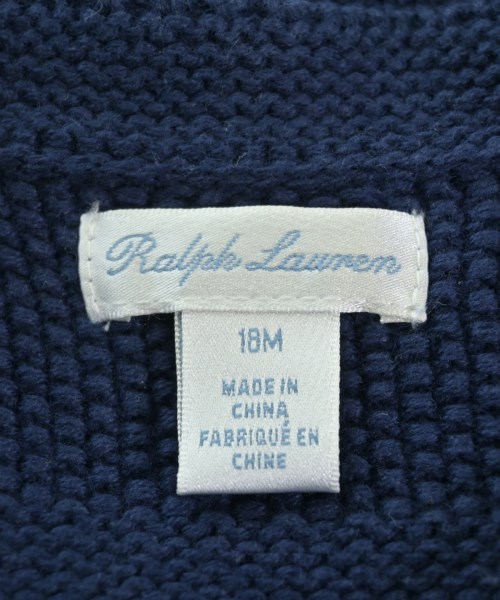 Ralph Lauren
18M
MADE IN
CHINA
FABRIQUÉ EN
CHINE